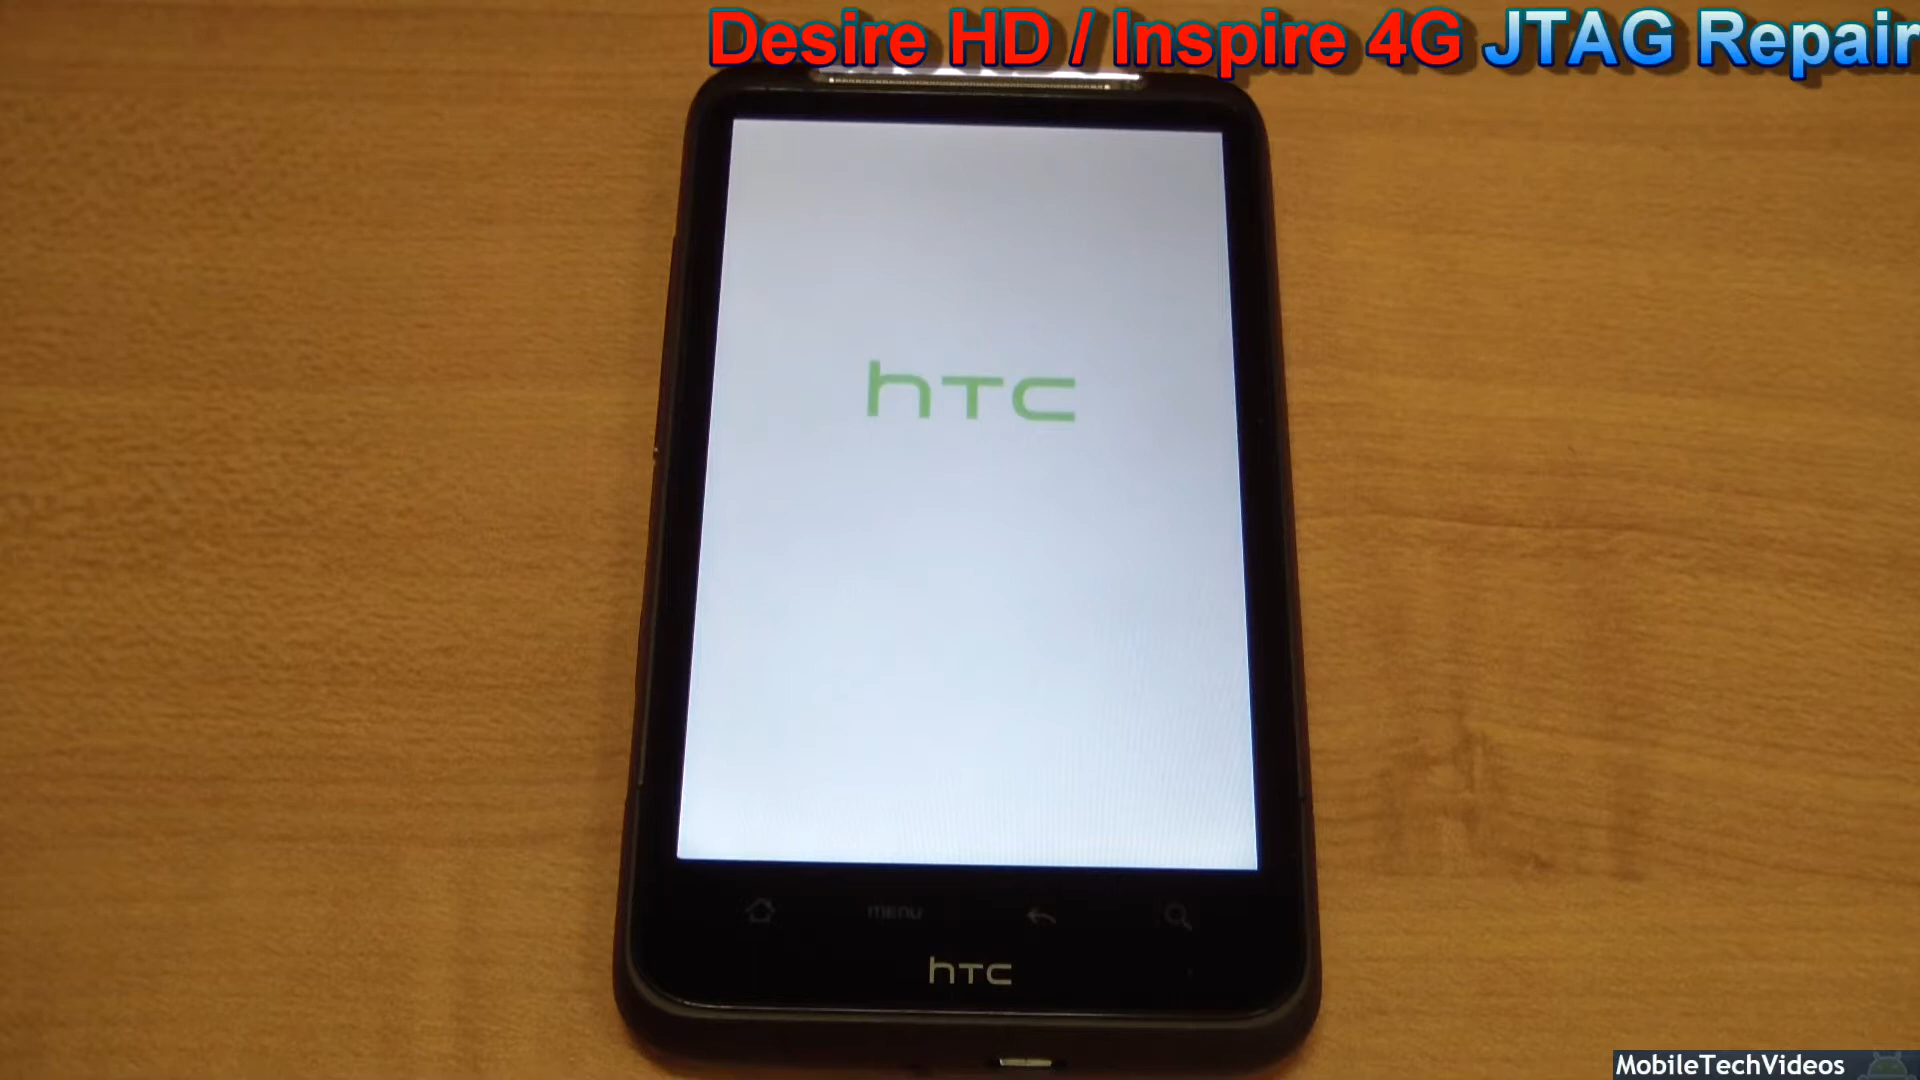 Desire HD / Inspire 4G JTAG Repair
hTC
menu
hTC
MobileTechVideos